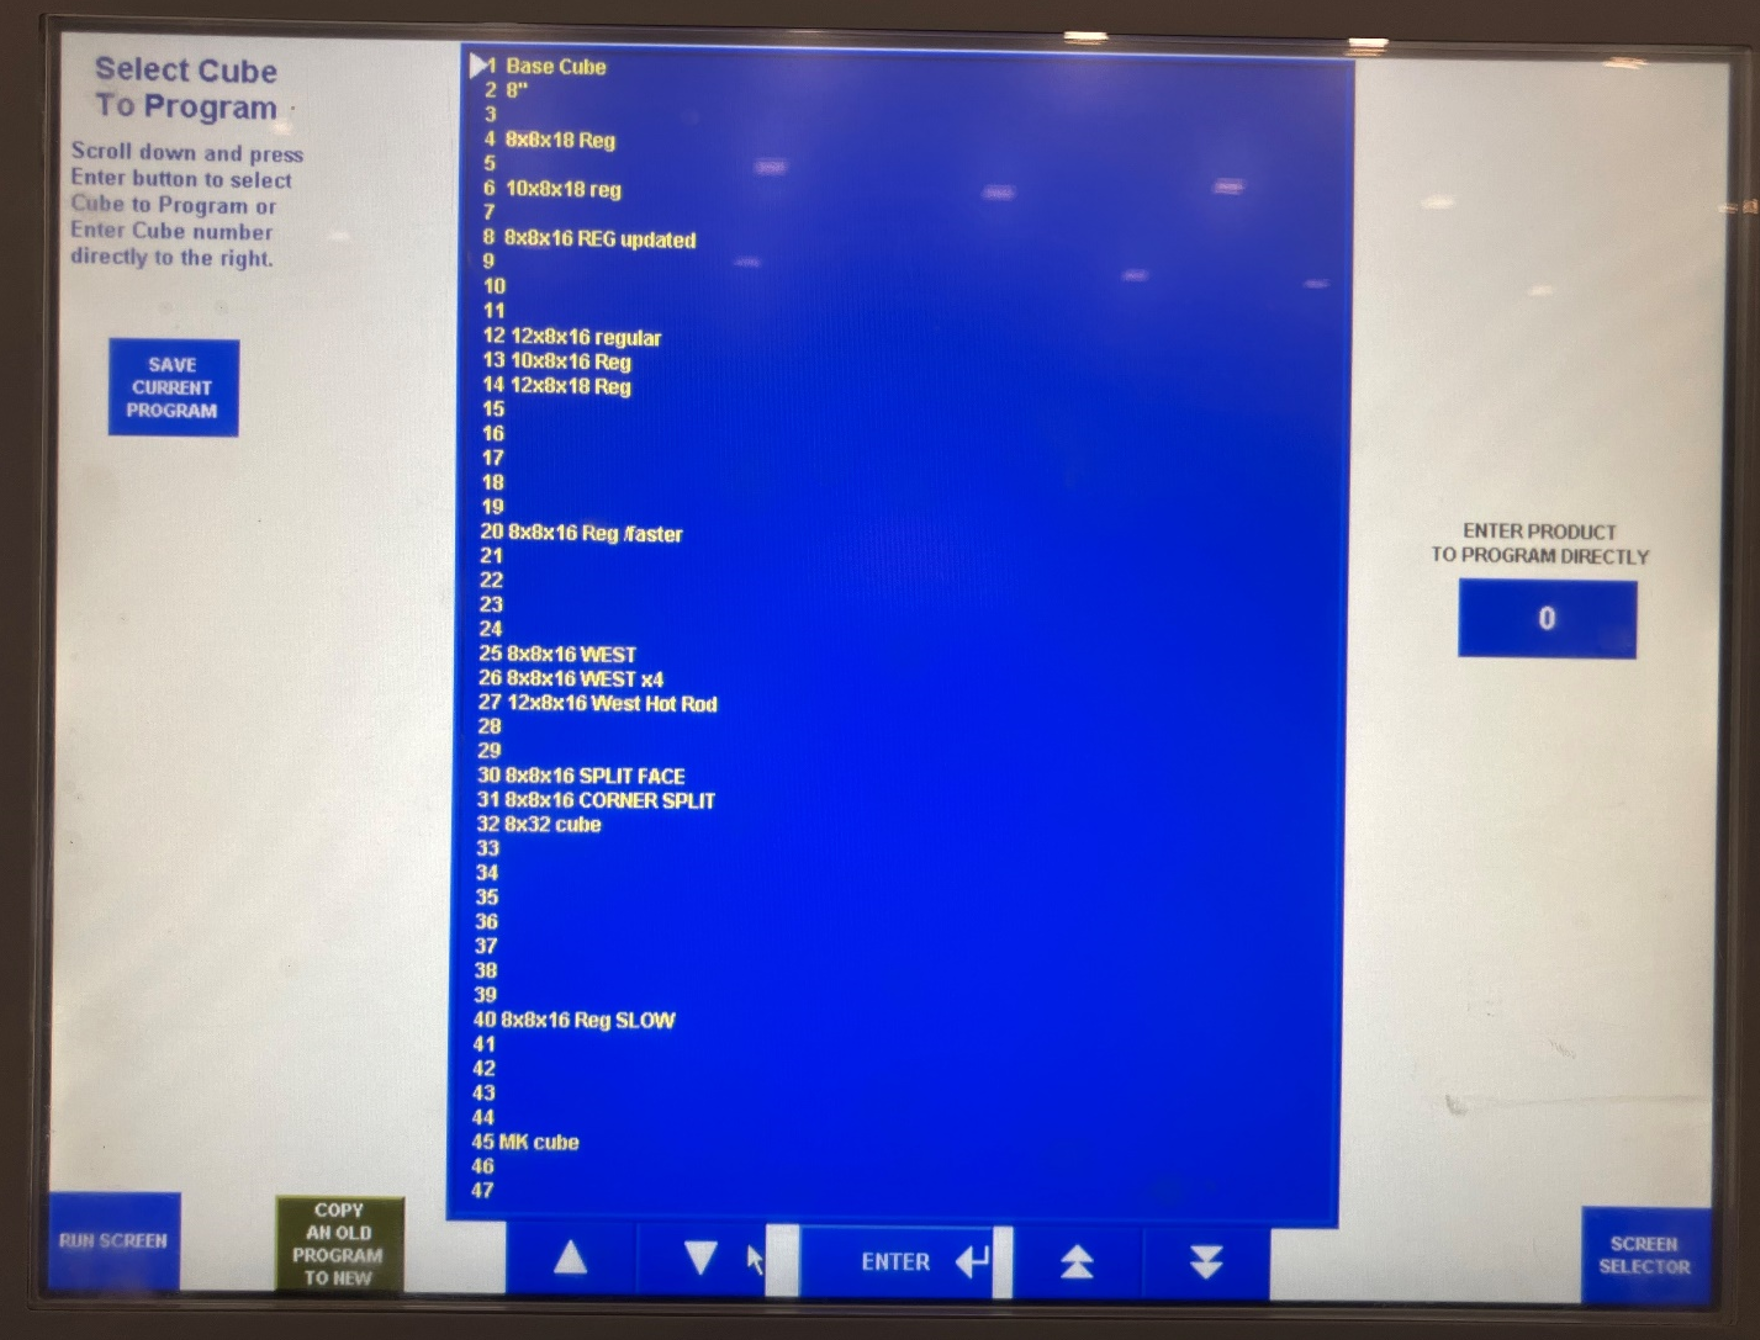 Select Cube
To Program
Scroll down and press
Enter button to select
Cube to Program or
Enter Cube number
directly to the right.
SAVE
CURRENT
PROGRAM
1 Base Cube
2 8"
3
4 8x8x18 Reg
5
6 10x8x18 reg
7
8 8x8x16 REG updated
9
10
11
12 12x8x16 regular
13 10x8x16 Reg
14 12x8x18 Reg
15
16
17
18
19
20 8x8x16 Reg /faster
21
22
23
24
25 8x8x16 WEST
26 8x8x16 WEST x4
27 12x8x16 West Hot Rod
28
29
30 8x8x16 SPLIT FACE
31 8x8x16 CORNER SPLIT
32 8x32 cube
33
34
35
36
37
38
39
40 8x8x16 Reg SLOW
41
42
43
44
45 MK cube
46
47
ENTER PRODUCT
TO PROGRAM DIRECTLY
0
RUN SCREEN
COPY
AN OLD
PROGRAM
TO NEW
ENTER
SCREEN
SELECTOR